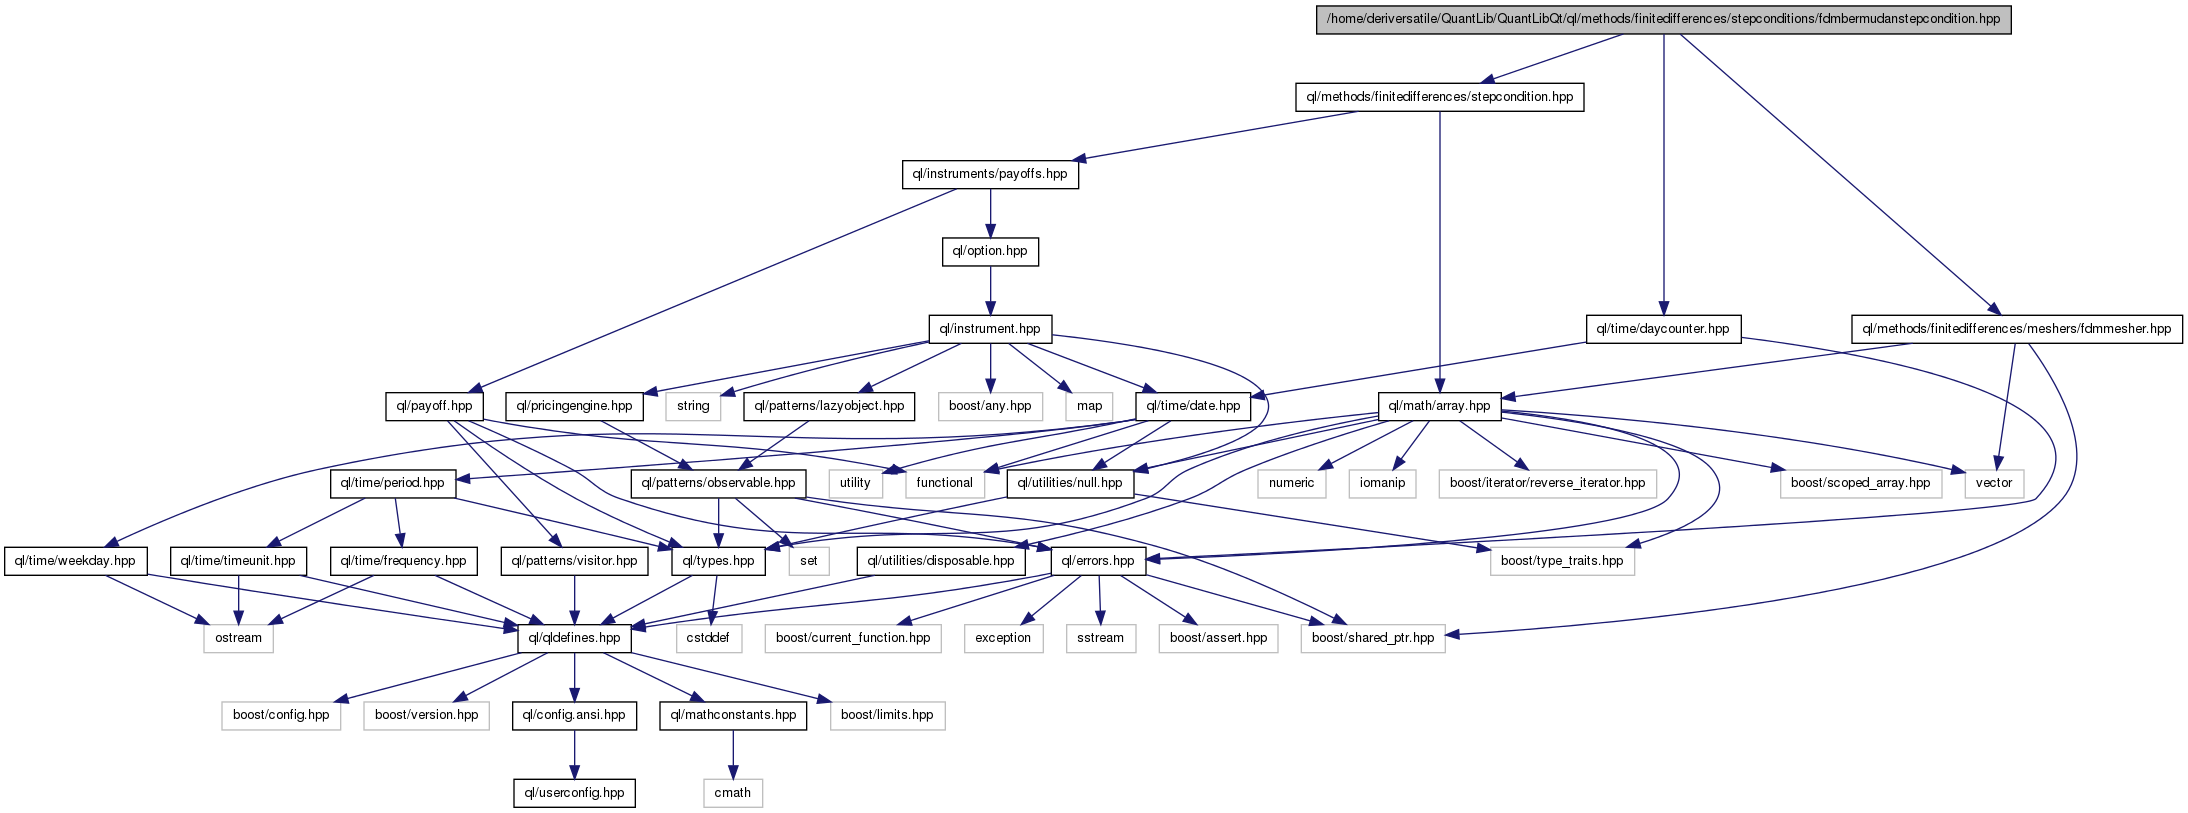 /home/deriversatile/QuantLib/QuantLibQt/ql/methods/finitedifferences/stepconditions/fdmbermudanstepcondition.hpp
ql/methods/finitedifferences/stepcondition.hpp
ql/instruments/payoffs.hpp
ql/option.hpp
ql/instrument.hpp
ql/time/daycounter.hpp
ql/methods/finitedifferences/meshers/fdmmesher.hpp
ql/payoff.hpp
ql/pricingengine.hpp
string
ql/patterns/lazyobject.hpp
boost/any.hpp
map
ql/time/date.hpp
ql/math/array.hpp
ql/time/period.hpp
ql/patterns/observable.hpp
utility
functional
ql/utilities/null.hpp
numeric
iomanip
boost/iterator/reverse_iterator.hpp
boost/scoped_array.hpp
vector
ql/time/weekday.hpp
ql/time/timeunit.hpp
ql/time/frequency.hpp
ql/patterns/visitor.hpp
ql/types.hpp
set
ql/utilities/disposable.hpp
ql/errors.hpp
boost/type_traits.hpp
ostream
ql/qldefines.hpp
cstddef
boost/current_function.hpp
exception
sstream
boost/assert.hpp
boost/shared_ptr.hpp
boost/config.hpp
boost/version.hpp
ql/config.ansi.hpp
ql/mathconstants.hpp
boost/limits.hpp
ql/userconfig.hpp
cmath